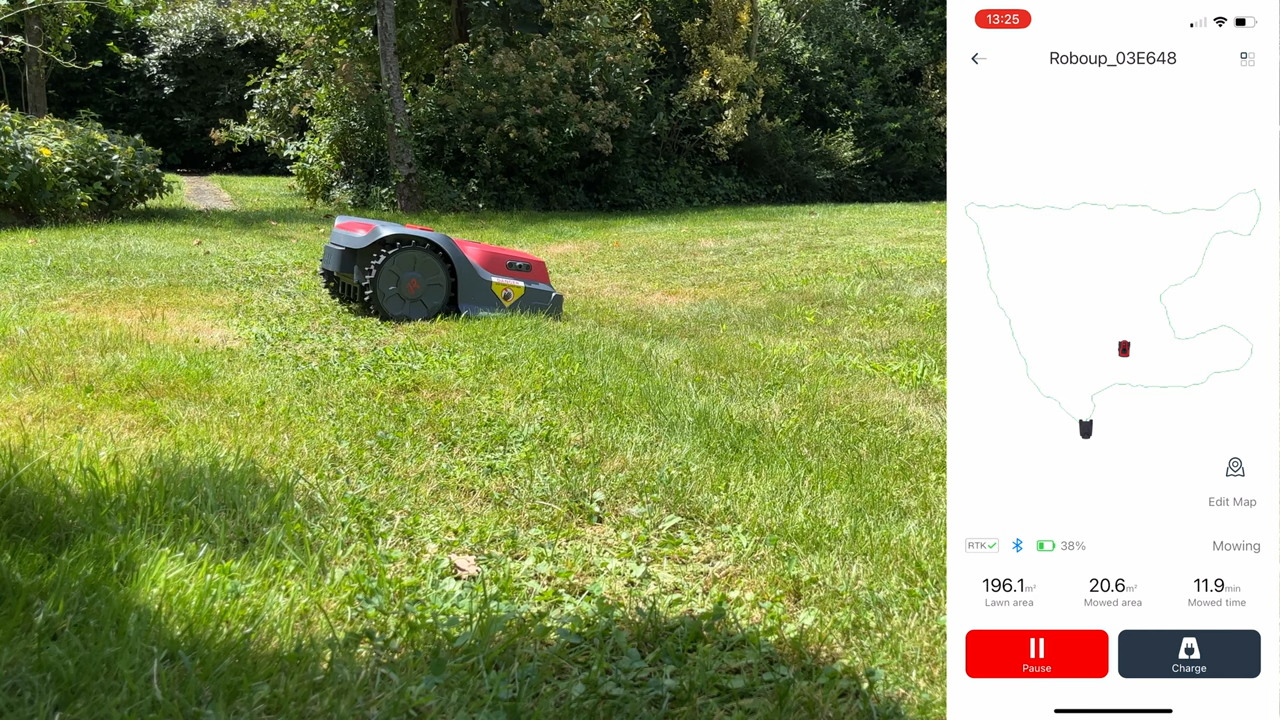 13:25
Roboup_03E648
Edit Map
RTK 38% Mowing
196.1m² 20.6m² 11.9min
Lawn area Mowed area Mowed time
Pause Charge